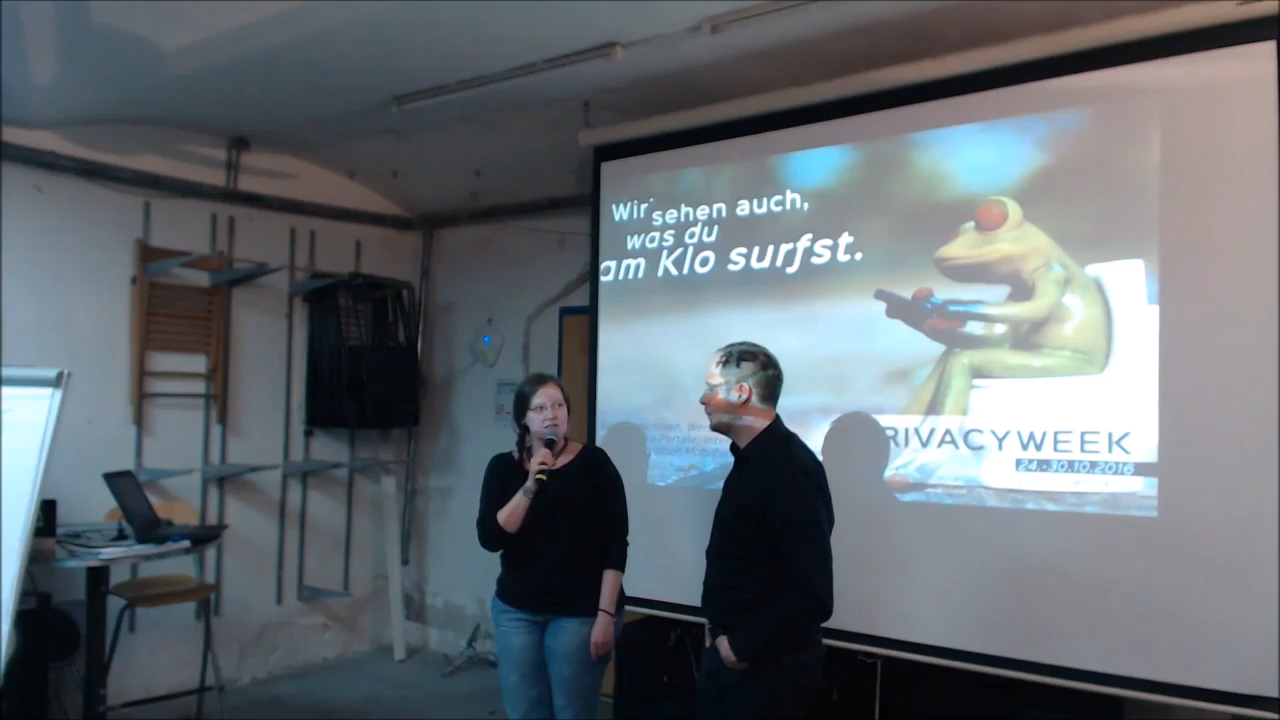 Wir sehen auch,
was du
am Klo surfst.
RIVACYWEEK
24.-30.10.2016